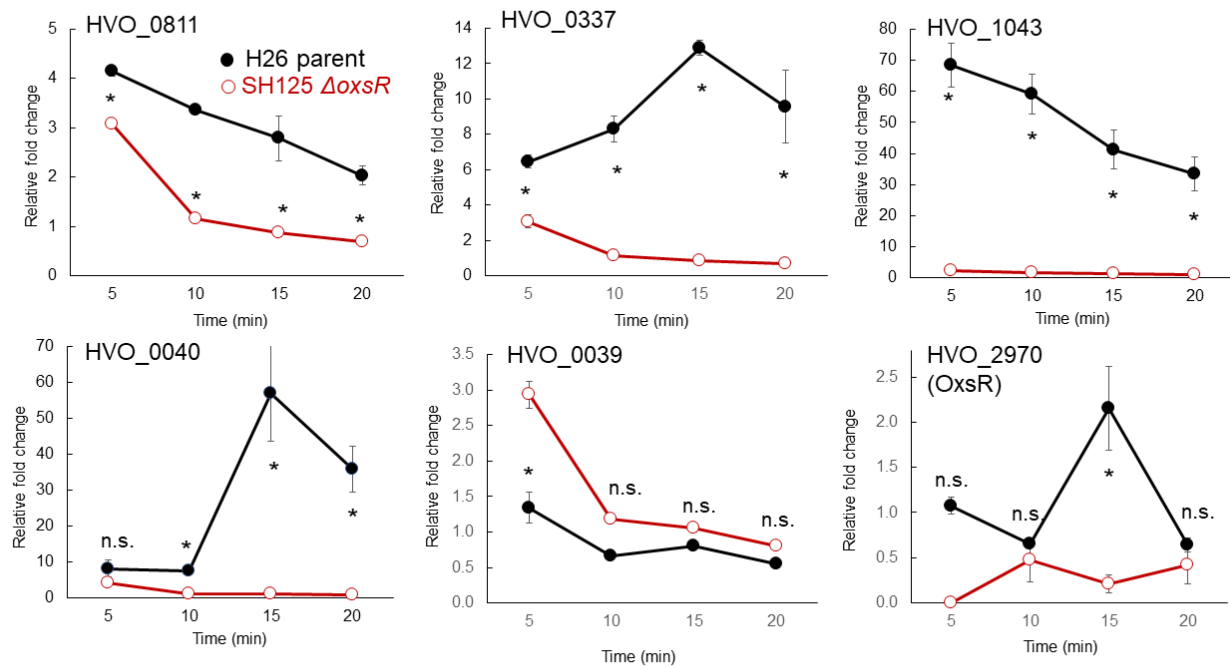 HVO_0811
H26 parent
SH125 ΔoxsR
Relative fold change
5
4
3
2
1
0
*
*
*
*
5 10 15 20
Time (min)
HVO_0337
Relative fold change
14
12
10
8
6
4
2
0
*
*
*
*
5 10 15 20
Time (min)
HVO_1043
Relative fold change
80
70
60
50
40
30
20
10
0
*
*
*
*
5 10 15 20
Time (min)
HVO_0040
Relative fold change
70
60
50
40
30
20
10
0
n.s.
*
*
*
5 10 15 20
Time (min)
HVO_0039
Relative fold change
3.5
3.0
2.5
2.0
1.5
1.0
0.5
0.0
*
n.s.
n.s.
n.s.
5 10 15 20
Time (min)
HVO_2970
(OxsR)
Relative fold change
2.5
2.0
1.5
1.0
0.5
0.0
n.s.
n.s.
*
n.s.
5 10 15 20
Time (min)